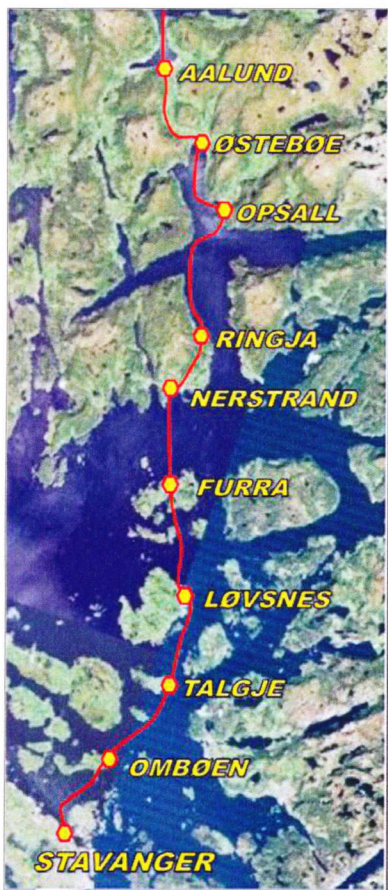 AALUND
ØSTEBØE
OPSALL
RINGJA
NERSTRAND
FURRA
LØVSNES
TALGJE
OMBØEN
STAVANGER